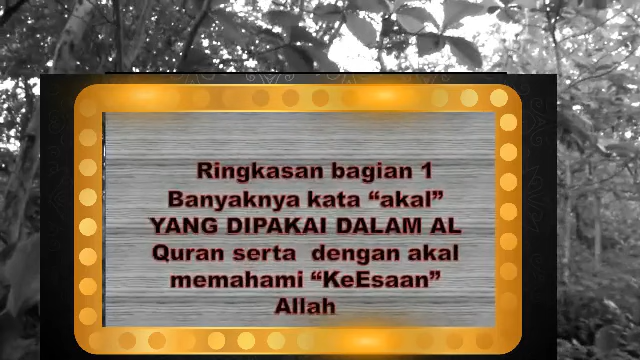 Ringkasan bagian 1
Banyaknya kata “akal”
YANG DIPAKAI DALAM AL
Quran serta dengan akal
memahami “KeEsaan”
Allah